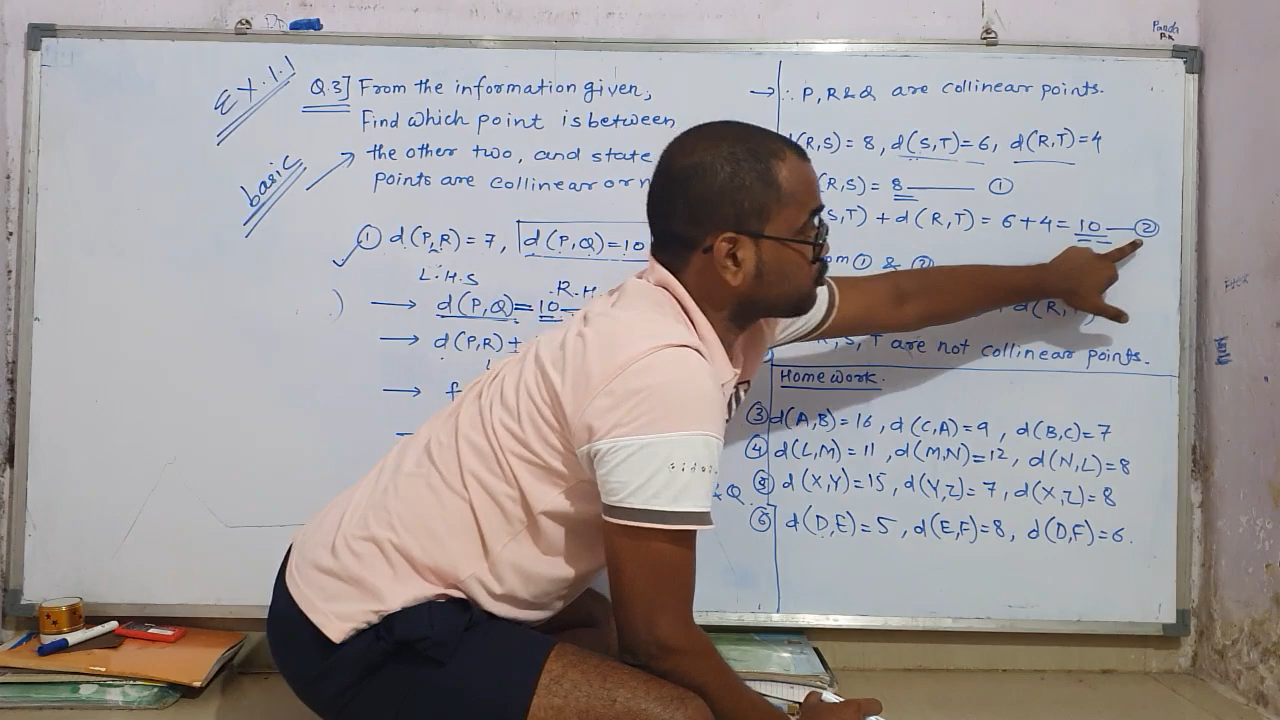 EX.1.1
basic
Q.3] From the information given,
Find which point is between
the other two, and state
points are collinear or n
① d(P,R)=7, d(P,Q)=10
L.H.S
R.H.
) → d(P,Q)=10
→ d(P,R)+
→ f
→ ∴ P, R & Q are collinear points.
d(R,S)=8, d(S,T)=6, d(R,T)=4
(R,S)=8 ①
S,T)+d(R,T)=6+4=10 — ②
om ① & ②
d(R,
R,S,T are not collinear points.
Homework.
③ d(A,B)=16, d(C,A)=9, d(B,C)=7
④ d(L,M)=11, d(M,N)=12, d(N,L)=8
& Q
⑤ d(X,Y)=15, d(Y,Z)=7, d(X,Z)=8
⑥ d(D,E)=5, d(E,F)=8, d(D,F)=6.